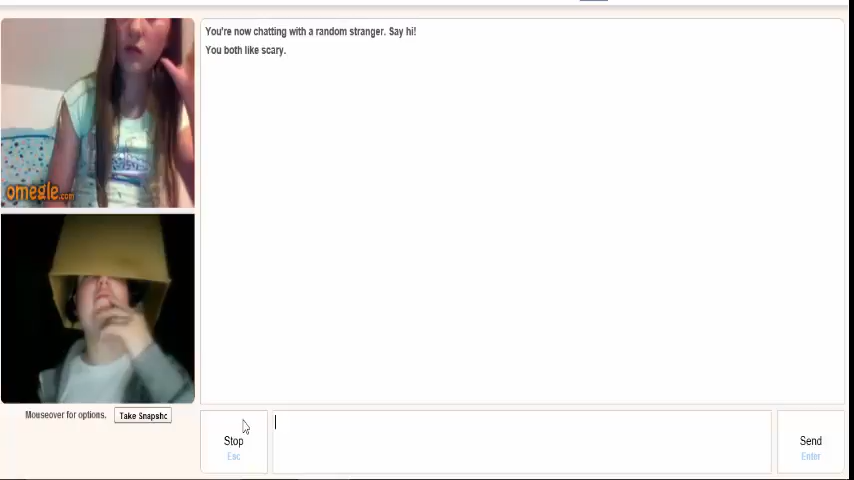 You're now chatting with a random stranger. Say hi!
You both like scary.
omegle.com
Mouseover for options.
Take Snapshc
Stop
Esc
Send
Enter